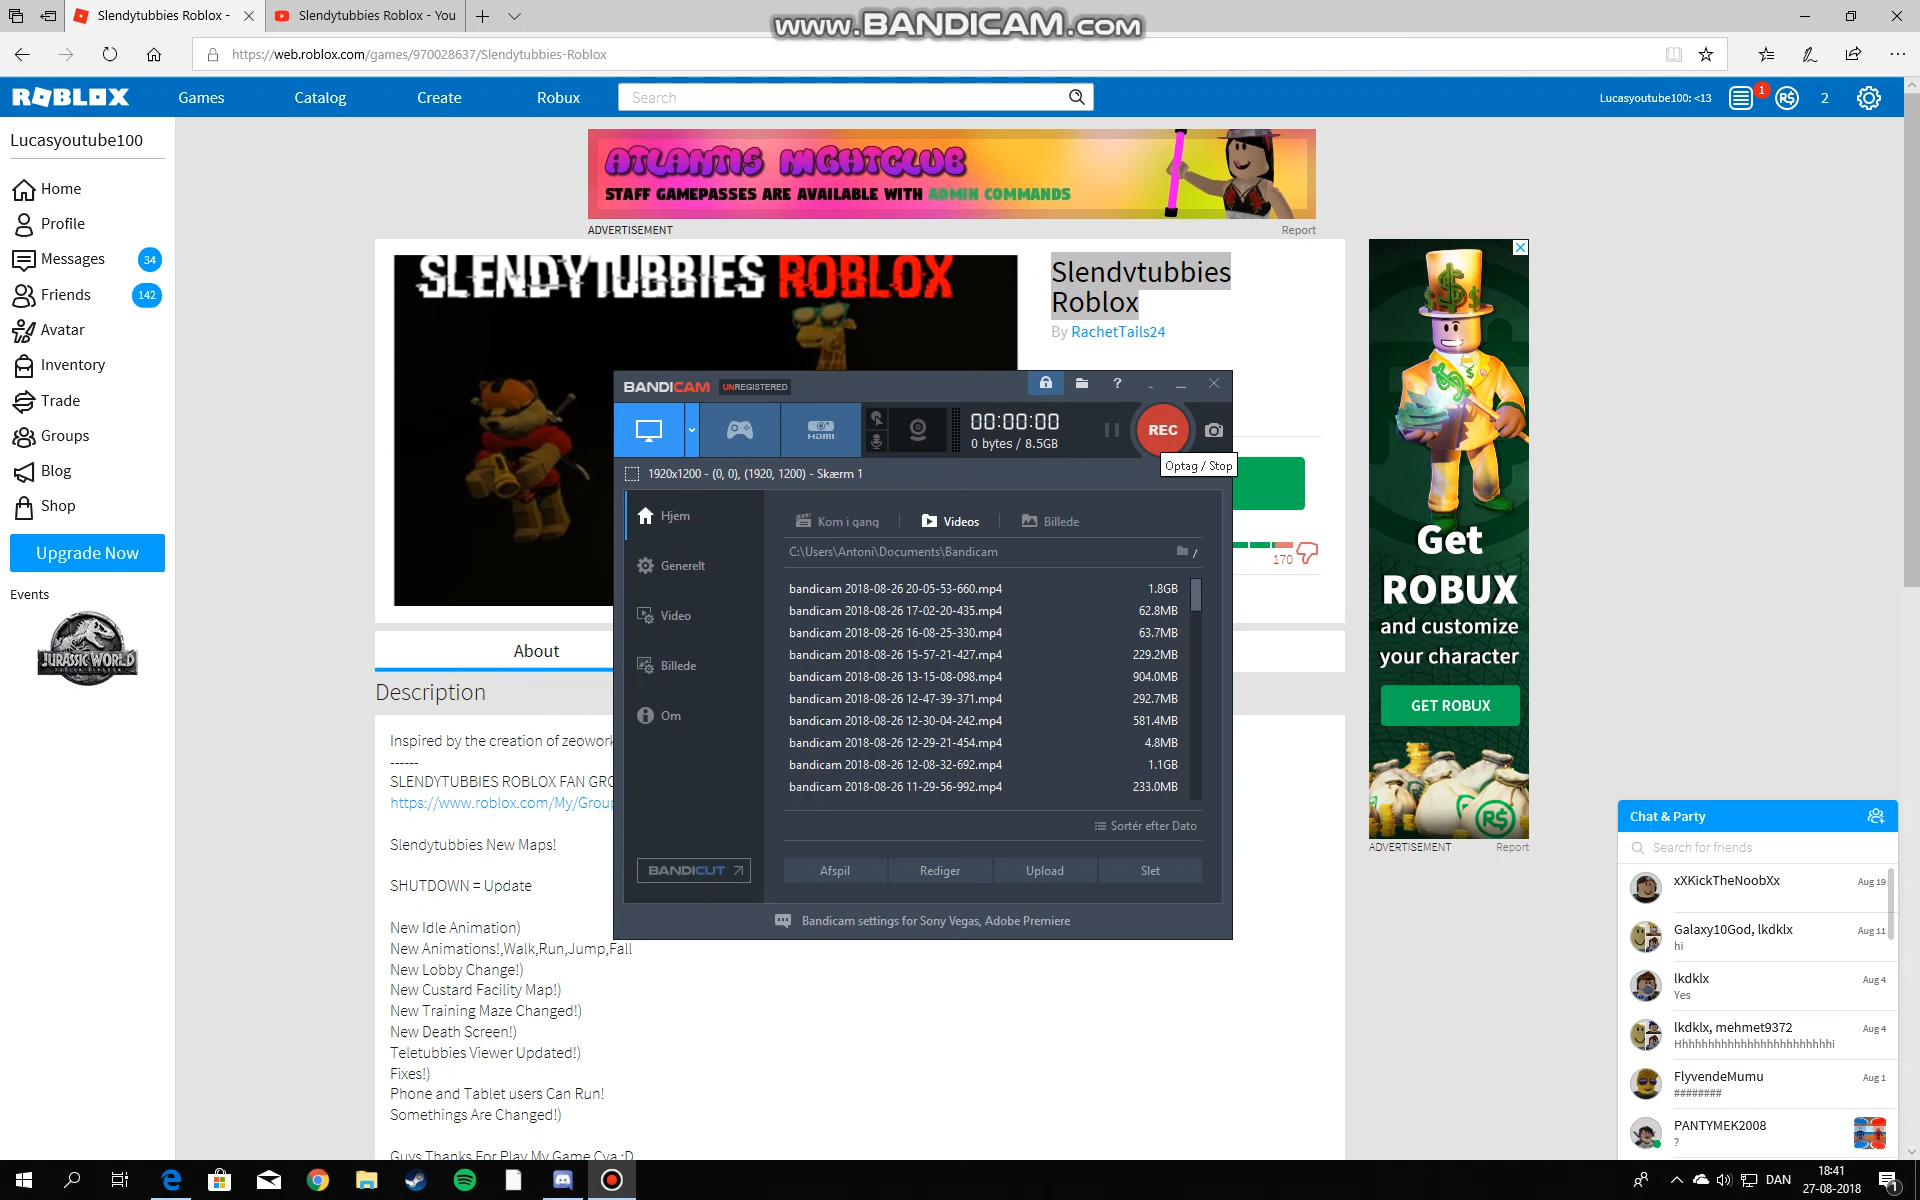 Slendytubbies Roblox -
Slendytubbies Roblox - You
www.BANDICAM.com
https://web.roblox.com/games/970028637/Slendytubbies-Roblox
ROBLOX
Games
Catalog
Create
Robux
Search
Lucasyoutube100: <13
1
R$
2
Lucasyoutube100
Home
Profile
Messages
34
Friends
142
Avatar
Inventory
Trade
Groups
Blog
Shop
Upgrade Now
Events
JURASSIC WORLD
ATLANTIS NIGHTCLUB
STAFF GAMEPASSES ARE AVAILABLE WITH ADMIN COMMANDS
ADVERTISEMENT
Report
SLENDYTUBBIES ROBLOX
Slendytubbies
Roblox
By RachetTails24
170
About
Description
Inspired by the creation of zeowork
------
SLENDYTUBBIES ROBLOX FAN GRO
https://www.roblox.com/My/Group
Slendytubbies New Maps!
SHUTDOWN = Update
New Idle Animation)
New Animations!,Walk,Run,Jump,Fall
New Lobby Change!)
New Custard Facility Map!)
New Training Maze Changed!)
New Death Screen!)
Teletubbies Viewer Updated!)
Fixes!)
Phone and Tablet users Can Run!
Somethings Are Changed!)
Guys Thanks For Play My Game Cya :D
BANDICAM UNREGISTERED
?
HDMI
00:00:00
0 bytes / 8.5GB
REC
Optag / Stop
1920x1200 - (0, 0), (1920, 1200) - Skærm 1
Hjem
Generelt
Video
Billede
Om
BANDICUT
Kom i gang
Videos
Billede
C:\Users\Antoni\Documents\Bandicam
/
bandicam 2018-08-26 20-05-53-660.mp4 1.8GB
bandicam 2018-08-26 17-02-20-435.mp4 62.8MB
bandicam 2018-08-26 16-08-25-330.mp4 63.7MB
bandicam 2018-08-26 15-57-21-427.mp4 229.2MB
bandicam 2018-08-26 13-15-08-098.mp4 904.0MB
bandicam 2018-08-26 12-47-39-371.mp4 292.7MB
bandicam 2018-08-26 12-30-04-242.mp4 581.4MB
bandicam 2018-08-26 12-29-21-454.mp4 4.8MB
bandicam 2018-08-26 12-08-32-692.mp4 1.1GB
bandicam 2018-08-26 11-29-56-992.mp4 233.0MB
Sortér efter Dato
Afspil
Rediger
Upload
Slet
Bandicam settings for Sony Vegas, Adobe Premiere
Get
ROBUX
and customize
your character
GET ROBUX
R$
ADVERTISEMENT
Report
Chat & Party
Search for friends
xXKickTheNoobXx Aug 19
Galaxy10God, lkdklx Aug 11
hi
lkdklx Aug 4
Yes
lkdklx, mehmet9372 Aug 4
Hhhhhhhhhhhhhhhhhhhhhhhi
FlyvendeMumu Aug 1
########
PANTYMEK2008
?
DAN
18:41
27-08-2018
1